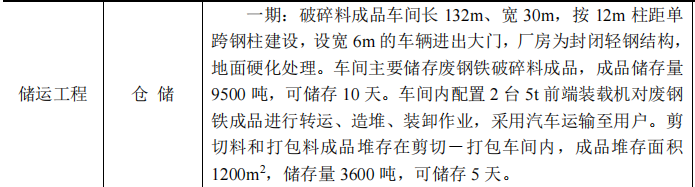 一期：破碎料成品车间长 132m、宽 30m，按 12m 柱距单
跨钢柱建设，设宽 6m 的车辆进出大门，厂房为封闭轻钢结构，
地面硬化处理。车间主要储存废钢铁破碎料成品，成品储存量
储运工程 仓 储 9500 吨，可储存 10 天。车间内配置 2 台 5t 前端装载机对废钢
铁成品进行转运、造堆、装卸作业，采用汽车运输至用户。剪
切料和打包料成品堆存在剪切－打包车间内，成品堆存面积
1200m²，储存量 3600 吨，可储存 5 天。